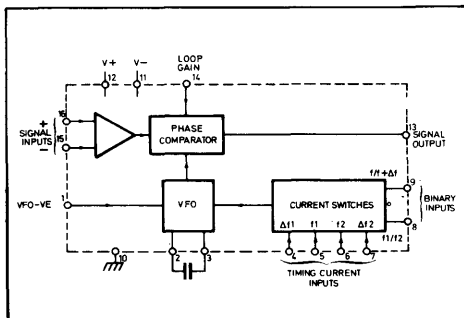 V+ V- LOOP
GAIN
12 11 14
16
+
SIGNAL
INPUTS
15
−
PHASE
COMPARATOR
13
SIGNAL
OUTPUT
VFO-VE 1
VFO
CURRENT SWITCHES
f/f+Δf
9
BINARY
INPUTS
8
f1/f2
Δf1 f1 f2 Δf2
10 2 3 4 5 6 7
TIMING CURRENT
INPUTS